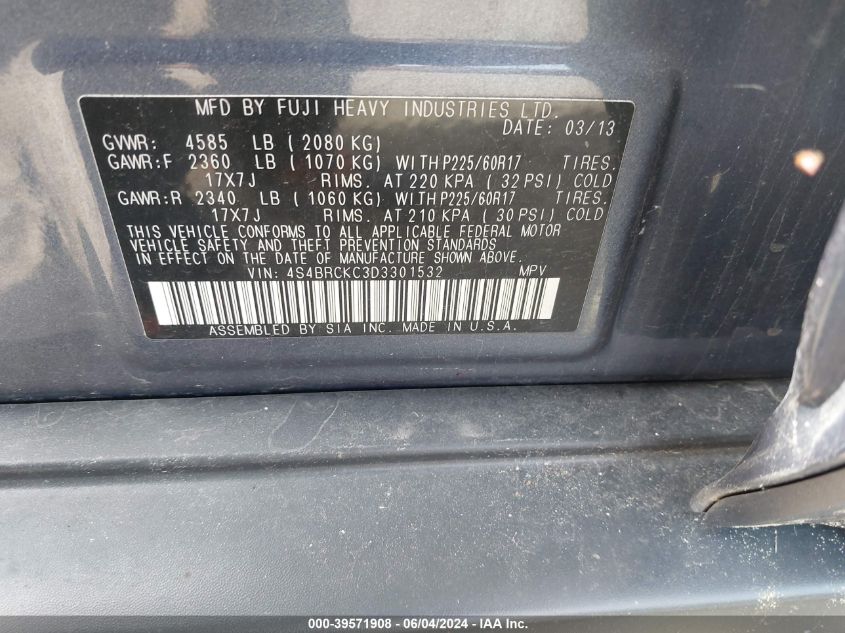 MFD BY FUJI HEAVY INDUSTRIES LTD.
DATE: 03/13
GVWR: 4585 LB ( 2080 KG)
GAWR:F 2360 LB ( 1070 KG) WITH P225/60R17 TIRES.
17X7J RIMS. AT 220 KPA ( 32 PSI) COLD
GAWR:R 2340 LB ( 1060 KG) WITH P225/60R17 TIRES.
17X7J RIMS. AT 210 KPA ( 30 PSI) COLD
THIS VEHICLE CONFORMS TO ALL APPLICABLE FEDERAL MOTOR
VEHICLE SAFETY AND THEFT PREVENTION STANDARDS
IN EFFECT ON THE DATE OF MANUFACTURE SHOWN ABOVE.
VIN: 4S4BRCKC3D3301532 MPV
ASSEMBLED BY SIA INC. MADE IN U.S.A.
000-39571908 - 06/04/2024 - IAA Inc.